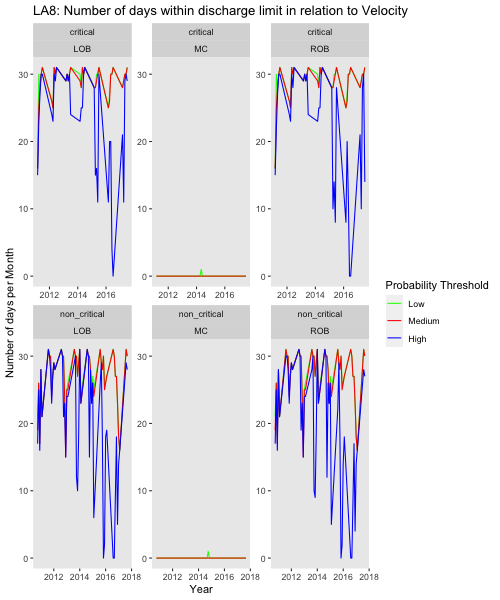 LA8: Number of days within discharge limit in relation to Velocity
critical critical critical
LOB MC ROB
30
20
10
0
2012 2014 2016 2012 2014 2016 2012 2014 2016
non_critical non_critical non_critical
LOB MC ROB
30
20
10
0
2012 2014 2016 2018 2012 2014 2016 2018 2012 2014 2016 2018
Year
Number of days per Month
Probability Threshold
Low
Medium
High